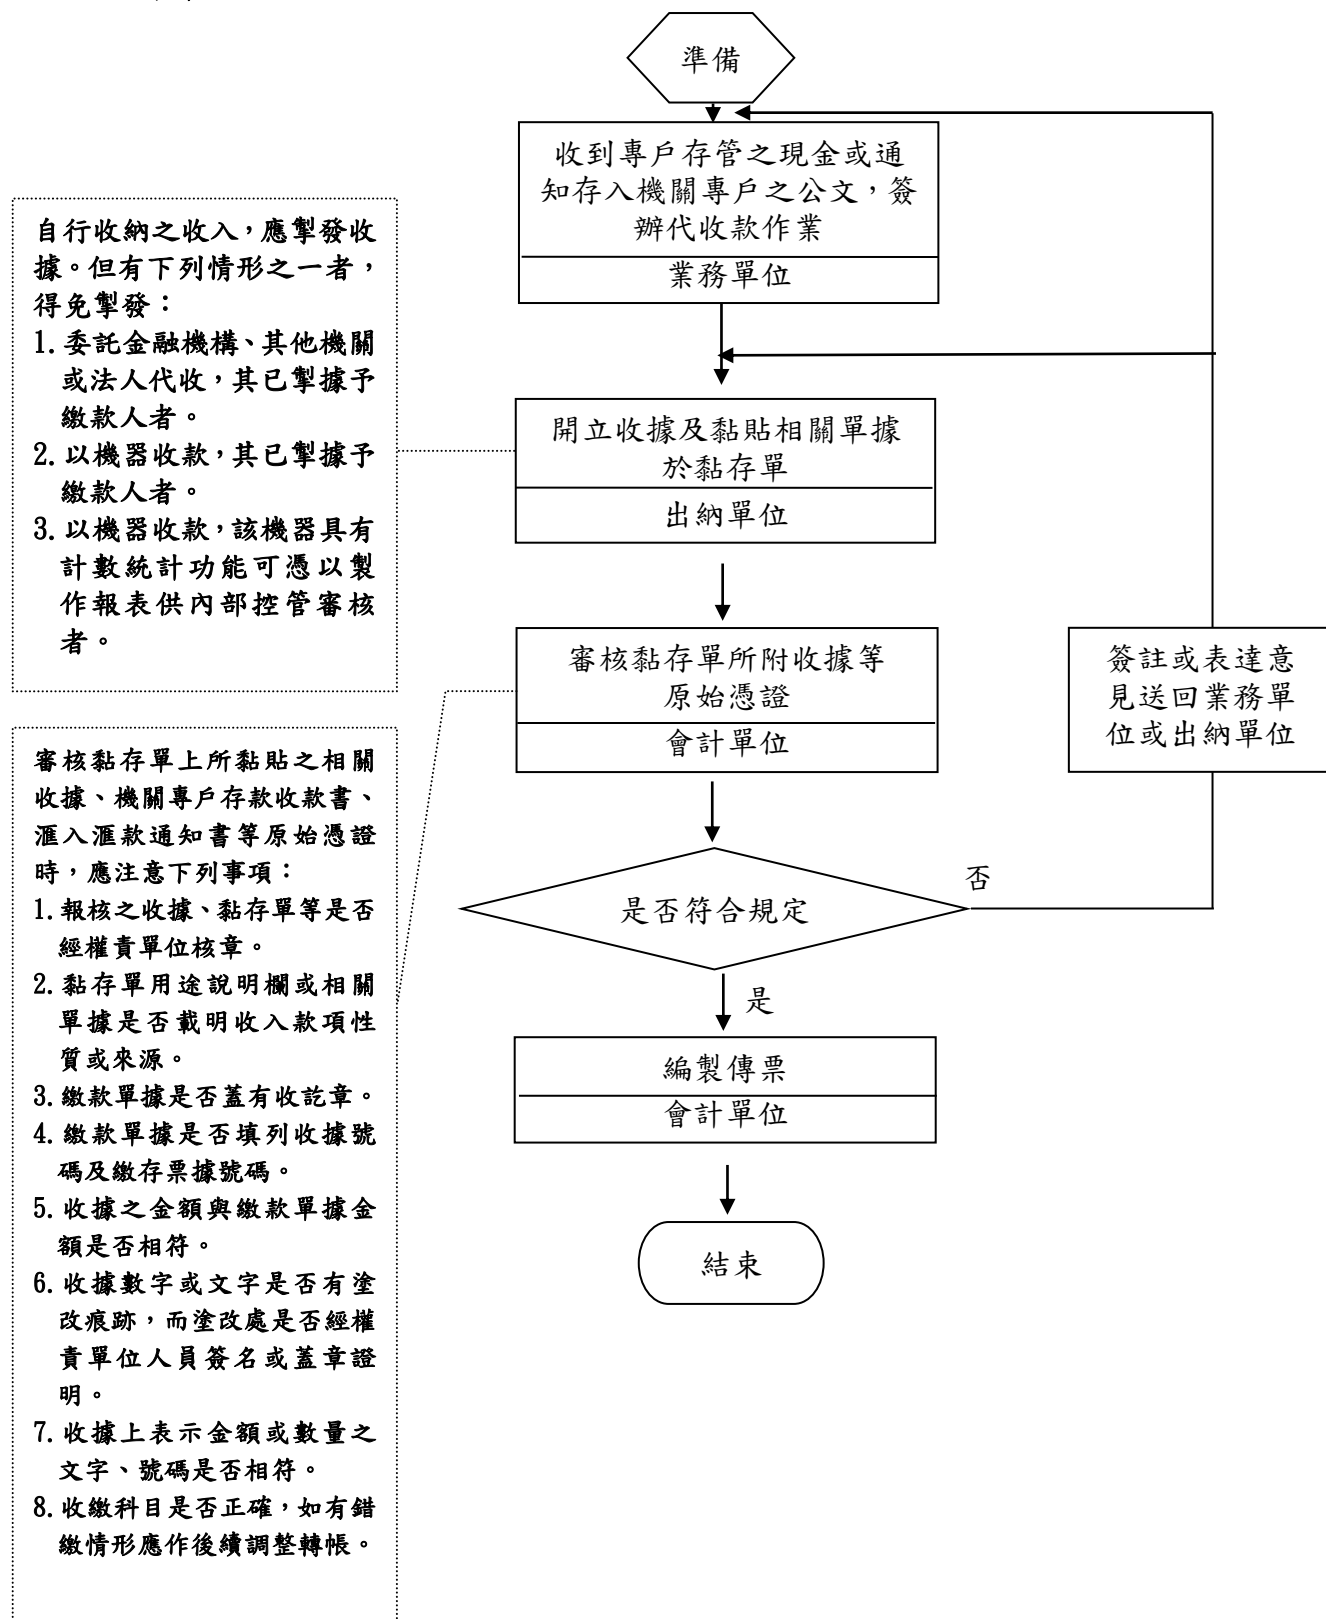 準備
收到專戶存管之現金或通
知存入機關專戶之公文，簽
辦代收款作業
業務單位
自行收納之收入，應掣發收
據。但有下列情形之一者，
得免掣發：
1. 委託金融機構、其他機關
或法人代收，其已掣據予
繳款人者。
2. 以機器收款，其已掣據予
繳款人者。
3. 以機器收款，該機器具有
計數統計功能可憑以製
作報表供內部控管審核
者。
開立收據及黏貼相關單據
於黏存單
出納單位
審核黏存單所附收據等
原始憑證
會計單位
簽註或表達意
見送回業務單
位或出納單位
審核黏存單上所黏貼之相關
收據、機關專戶存款收款書、
匯入匯款通知書等原始憑證
時，應注意下列事項：
1. 報核之收據、黏存單等是否
經權責單位核章。
2. 黏存單用途說明欄或相關
單據是否載明收入款項性
質或來源。
3. 繳款單據是否蓋有收訖章。
4. 繳款單據是否填列收據號
碼及繳存票據號碼。
5. 收據之金額與繳款單據金
額是否相符。
6. 收據數字或文字是否有塗
改痕跡，而塗改處是否經權
責單位人員簽名或蓋章證
明。
7. 收據上表示金額或數量之
文字、號碼是否相符。
8. 收繳科目是否正確，如有錯
繳情形應作後續調整轉帳。
是否符合規定
否
是
編製傳票
會計單位
結束